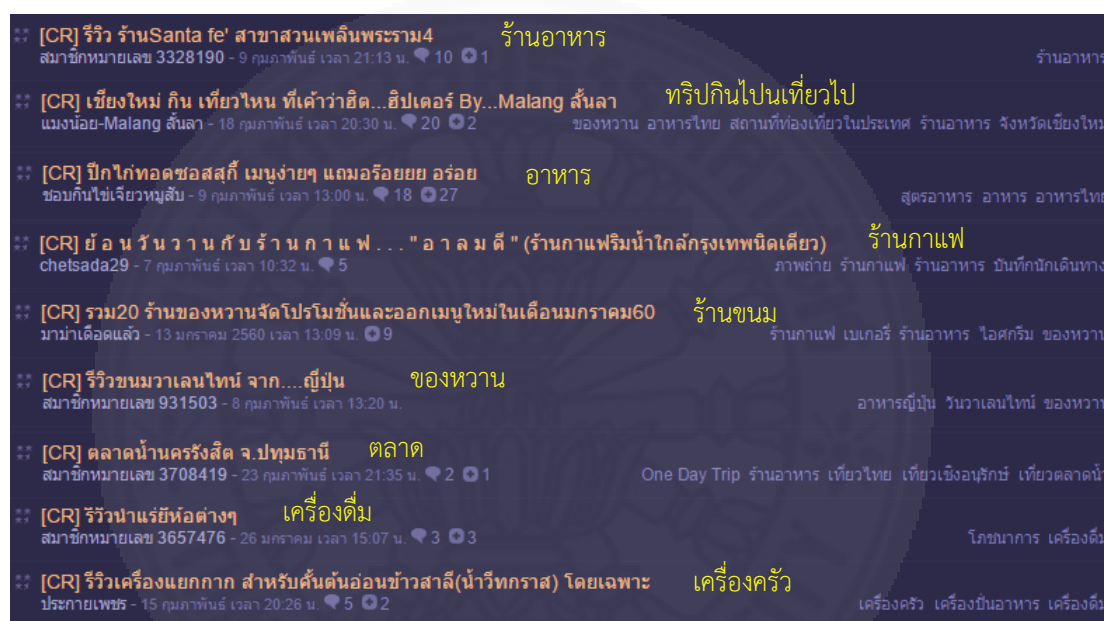 [CR] รีวิว ร้านSanta fe' สาขาสวนเพลินพระราม4 ร้านอาหาร
สมาชิกหมายเลข 3328190 - 9 กุมภาพันธ์ เวลา 21:13 น. 10 1 ร้านอาหาร
[CR] เชียงใหม่ กิน เที่ยวไหน ที่เค้าว่าฮิต...ฮิปเตอร์ By...Malang ลั้นลา ทริปกินไปนเที่ยวไป
แมงน้อย-Malang ลั้นลา - 18 กุมภาพันธ์ เวลา 20:30 น. 20 2 ของหวาน อาหารไทย สถานที่ท่องเที่ยวในประเทศ ร้านอาหาร จังหวัดเชียงใหม่
[CR] ปีกไก่ทอดซอสสุกี้ เมนูง่ายๆ แถมอร๊อยยย อร่อย อาหาร
ชอบกินไข่เจียวหมูสับ - 9 กุมภาพันธ์ เวลา 13:00 น. 18 27 สูตรอาหาร อาหาร อาหารไทย
[CR] ย้ อ น วั น ว า น กั บ ร้ า น ก า แ ฟ . . . " อ า ล ม ดี " (ร้านกาแฟริมน้ำใกล้กรุงเทพนิดเดียว) ร้านกาแฟ
chetsada29 - 7 กุมภาพันธ์ เวลา 10:32 น. 5 ภาพถ่าย ร้านกาแฟ ร้านอาหาร บันทึกนักเดินทาง
[CR] รวม20 ร้านของหวานจัดโปรโมชั่นและออกเมนูใหม่ในเดือนมกราคม60 ร้านขนม
มาม่าเดือดแล้ว - 13 มกราคม 2560 เวลา 13:09 น. 9 ร้านกาแฟ เบเกอรี่ ร้านอาหาร ไอศกรีม ของหวาน
[CR] รีวิวขนมวาเลนไทน์ จาก....ญี่ปุ่น ของหวาน
สมาชิกหมายเลข 931503 - 8 กุมภาพันธ์ เวลา 13:20 น. อาหารญี่ปุ่น วันวาเลนไทน์ ของหวาน
[CR] ตลาดน้ำนครรังสิต จ.ปทุมธานี ตลาด
สมาชิกหมายเลข 3708419 - 23 กุมภาพันธ์ เวลา 21:35 น. 2 1 One Day Trip ร้านอาหาร เที่ยวไทย เที่ยวเชิงอนุรักษ์ เที่ยวตลาดน้ำ
[CR] รีวิวน้ำแร่ยี่ห้อต่างๆ เครื่องดื่ม
สมาชิกหมายเลข 3657476 - 26 มกราคม เวลา 15:07 น. 3 3 โภชนาการ เครื่องดื่ม
[CR] รีวิวเครื่องแยกกาก สำหรับคั้นต้นอ่อนข้าวสาลี(น้ำวีทกราส) โดยเฉพาะ เครื่องครัว
ประกายเพชร - 15 กุมภาพันธ์ เวลา 20:26 น. 5 2 เครื่องครัว เครื่องปั่นอาหาร เครื่องดื่ม